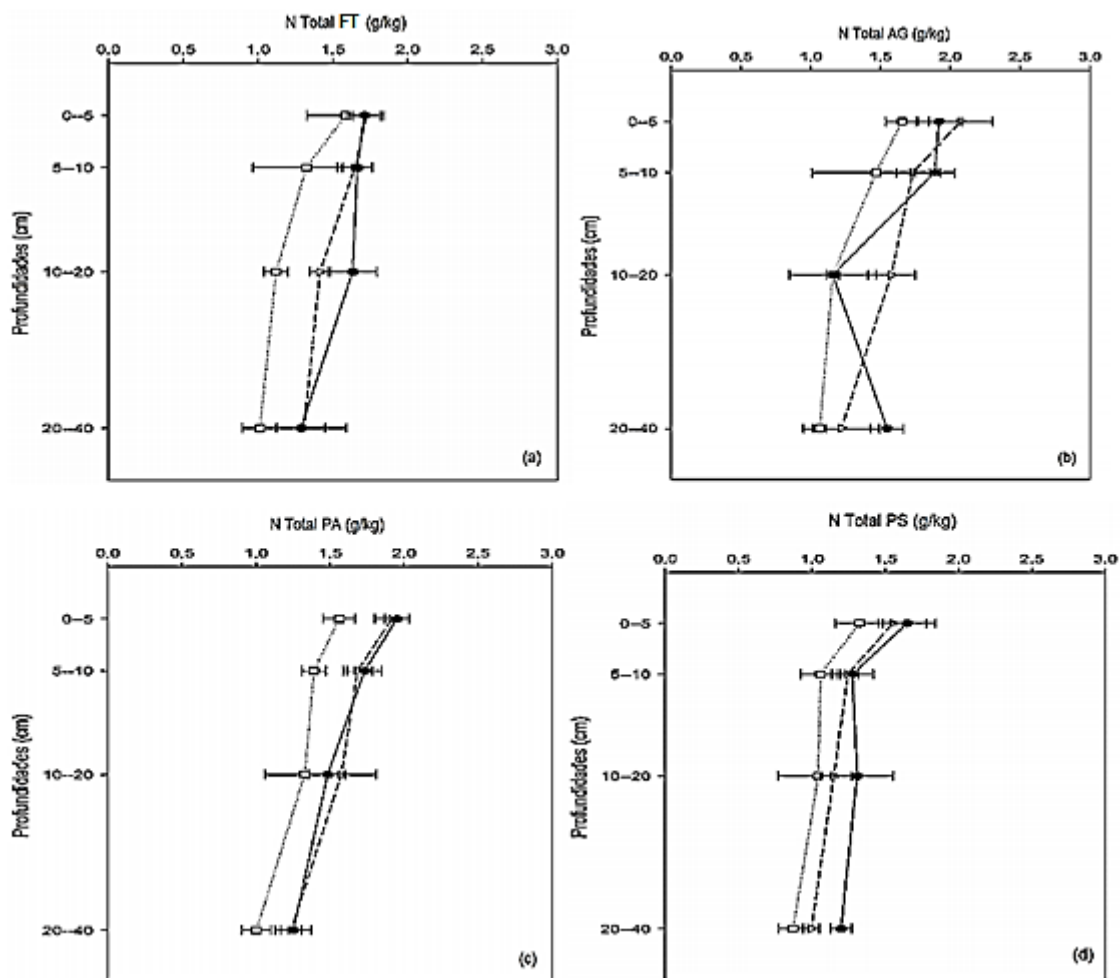 N Total FT (g/kg)
0.0 0.5 1.0 1.5 2.0 2.5 3.0
Profundidades (cm)
0--5
5--10
10--20
20--40
(a)
N Total AG (g/kg)
0.0 0.5 1.0 1.5 2.0 2.5 3.0
Profundidades (cm)
0--5
5--10
10--20
20--40
(b)
N Total PA (g/kg)
0.0 0.5 1.0 1.5 2.0 2.5 3.0
Profundidades (cm)
0--5
5--10
10--20
20--40
(c)
N Total PS (g/kg)
0.0 0.5 1.0 1.5 2.0 2.5 3.0
Profundidades (cm)
0--5
5--10
10--20
20--40
(d)